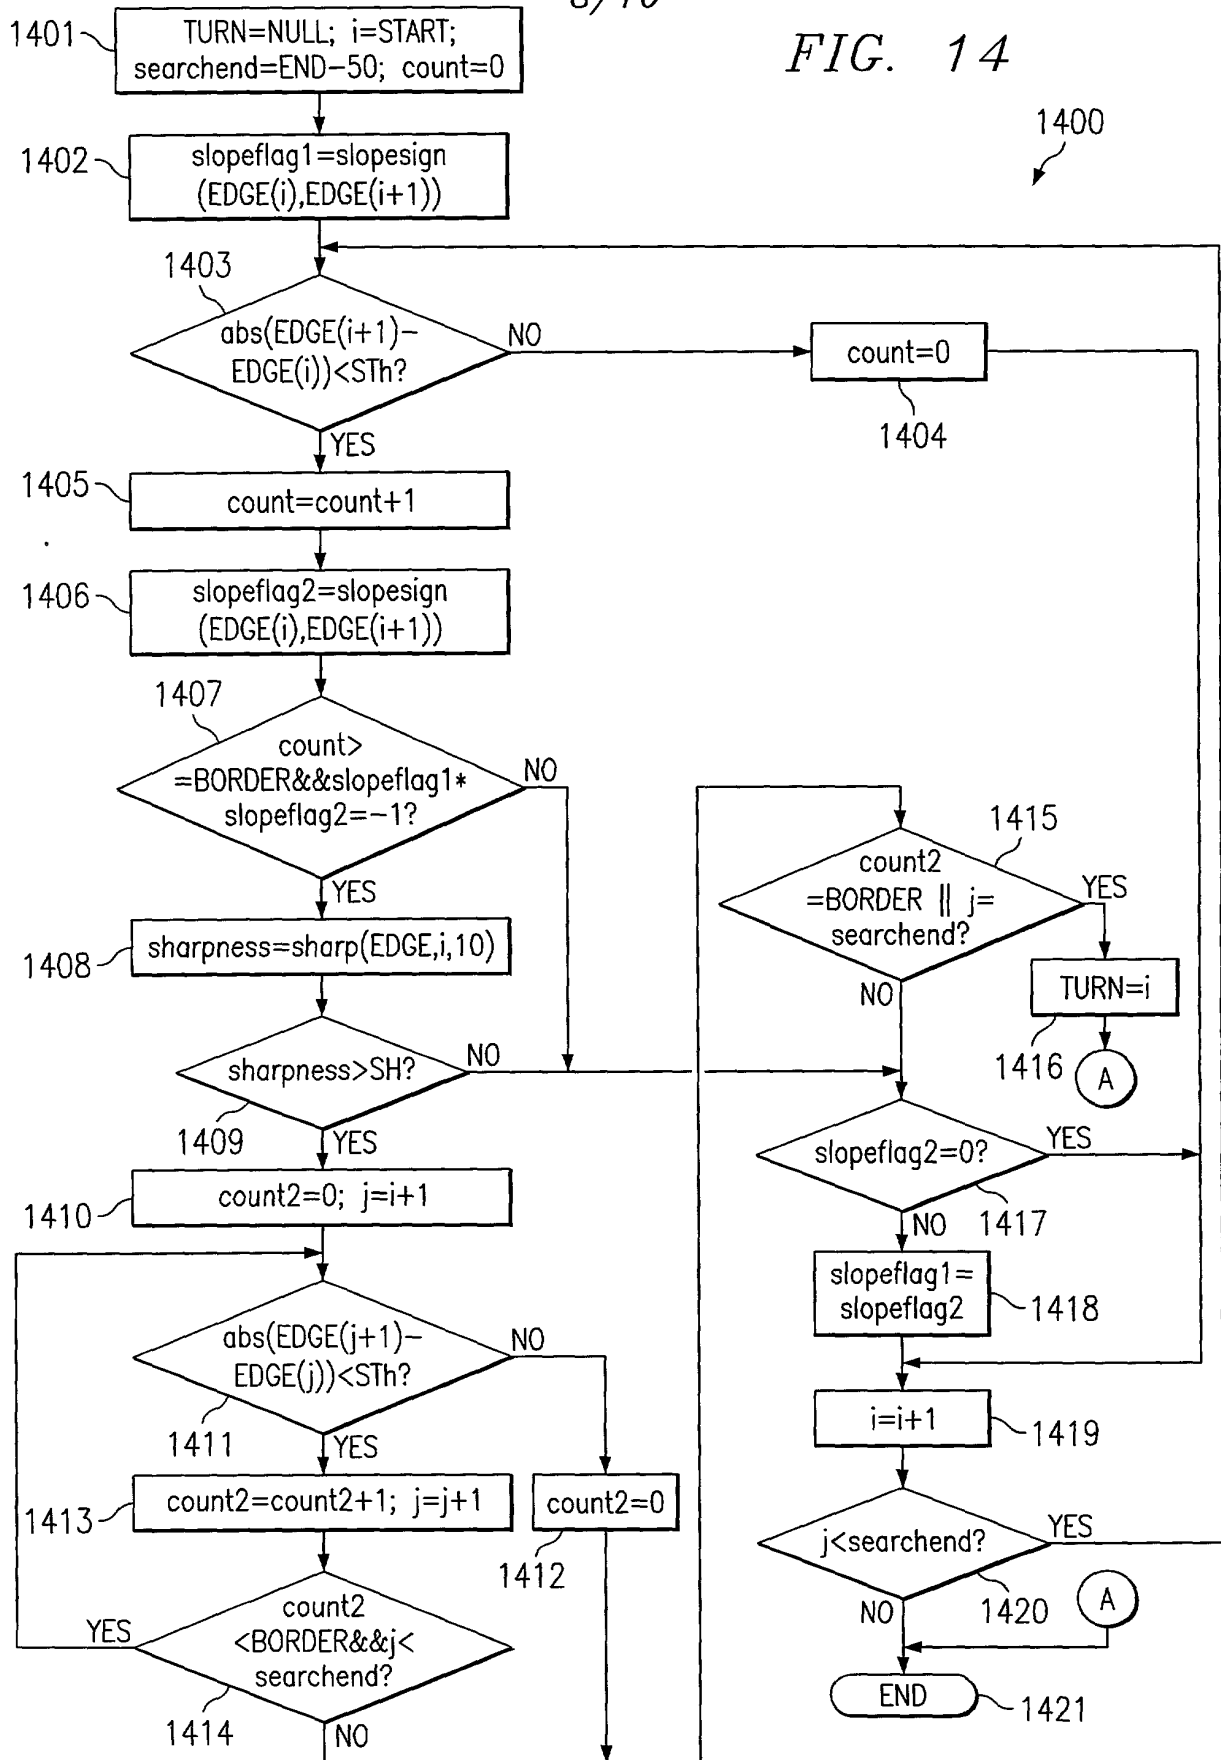 8/10
FIG. 14
1400
1401
TURN=NULL; i=START;
searchend=END-50; count=0
1402
slopeflag1=slopesign
(EDGE(i),EDGE(i+1))
1403
abs(EDGE(i+1)-
EDGE(i))<STh?
NO
YES
count=0
1404
1405
count=count+1
1406
slopeflag2=slopesign
(EDGE(i),EDGE(i+1))
1407
count>
=BORDER&&slopeflag1*
slopeflag2=-1?
NO
YES
1408
sharpness=sharp(EDGE,i,10)
sharpness>SH?
NO
1409
YES
1410
count2=0; j=i+1
abs(EDGE(j+1)-
EDGE(j))<STh?
NO
1411
YES
1413
count2=count2+1; j=j+1
count2=0
1412
count2
<BORDER&&j<
searchend?
YES
1414
NO
1415
count2
=BORDER || j=
searchend?
YES
NO
TURN=i
1416
A
slopeflag2=0?
YES
1417
NO
slopeflag1=
slopeflag2
1418
i=i+1
1419
j<searchend?
YES
1420
NO
A
END
1421